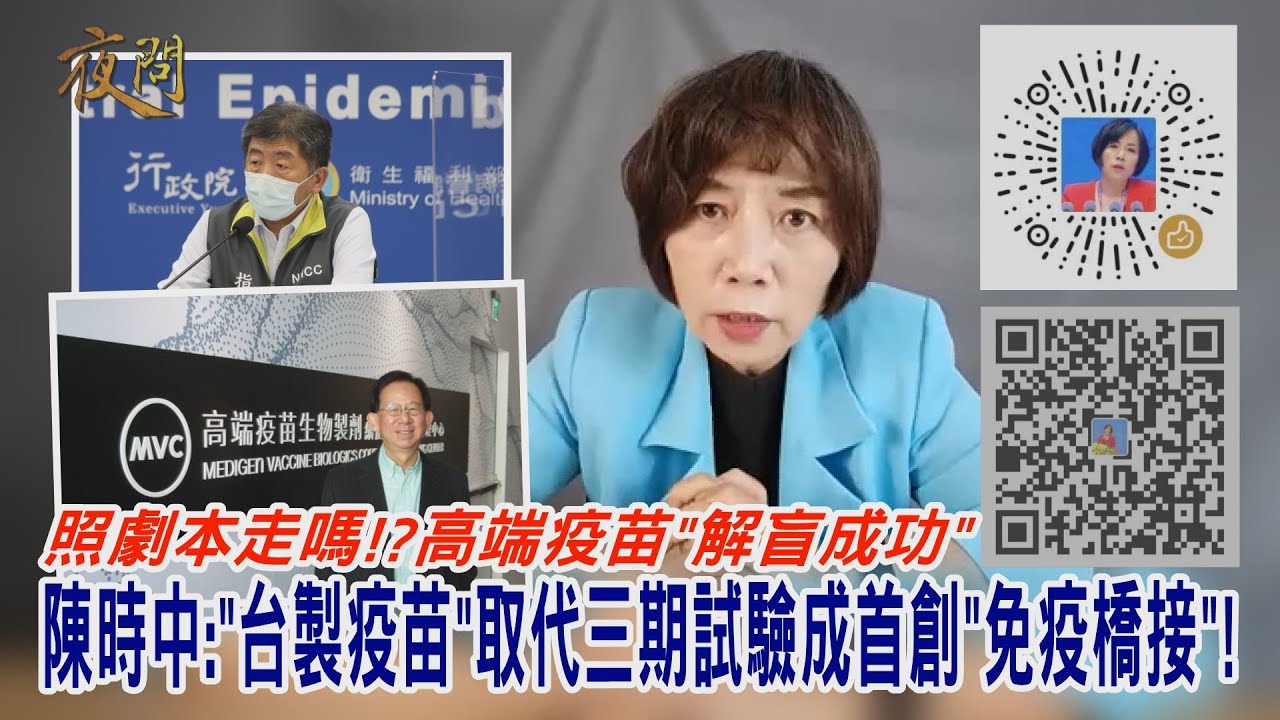 夜問
Epidemi
行政院
Executive
衛生福利部
Ministry of Health
指
MVC
高端疫苗生物製劑
MEDIGEN VACCINE BIOLOGICS
照劇本走嗎!?高端疫苗"解盲成功"
陳時中:"台製疫苗"取代三期試驗成首創"免疫橋接"!